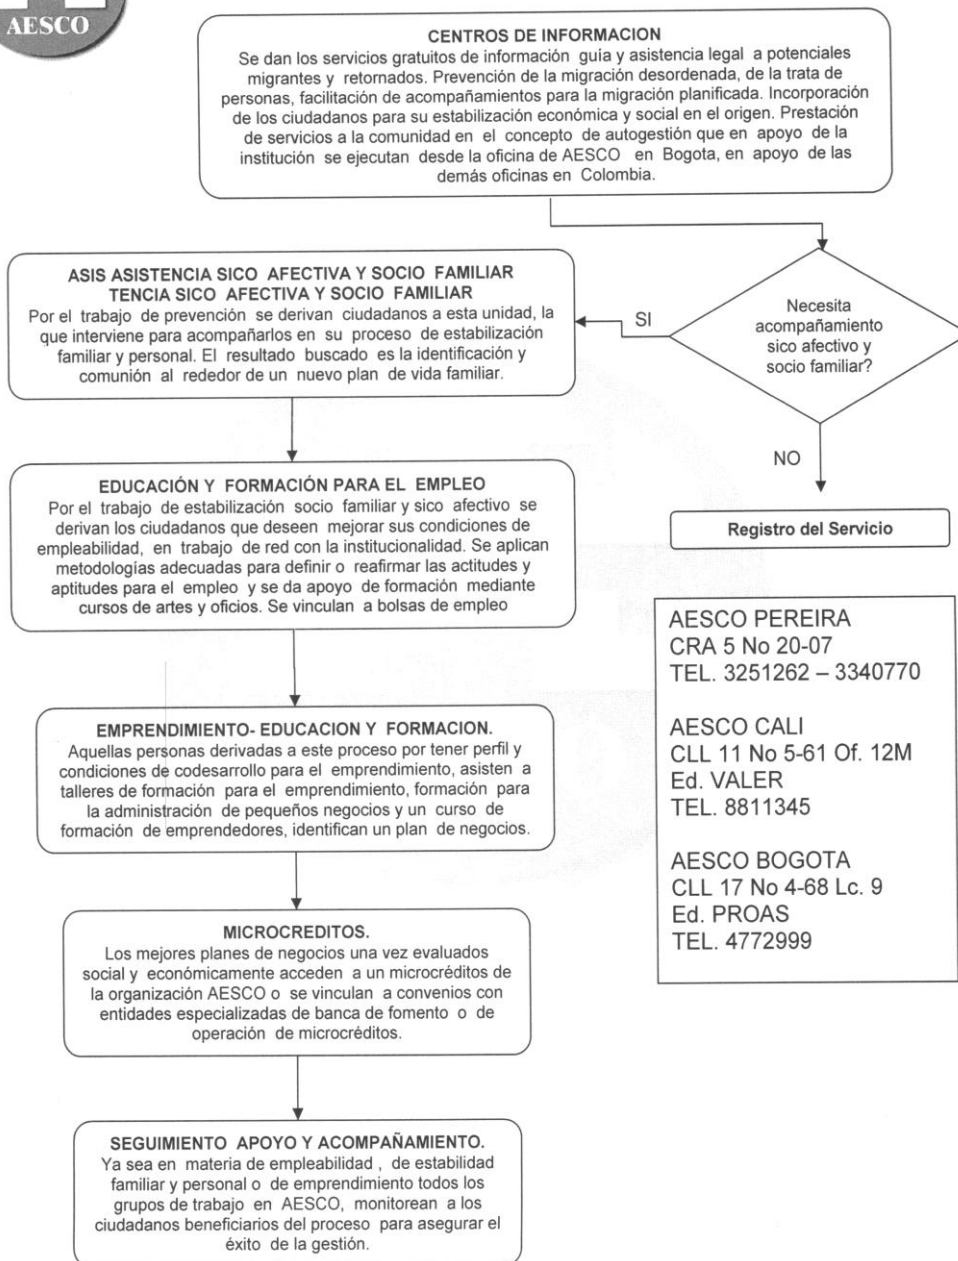 AESCO
CENTROS DE INFORMACION
Se dan los servicios gratuitos de información guía y asistencia legal a potenciales
migrantes y retornados. Prevención de la migración desordenada, de la trata de
personas, facilitación de acompañamientos para la migración planificada. Incorporación
de los ciudadanos para su estabilización económica y social en el origen. Prestación
de servicios a la comunidad en el concepto de autogestión que en apoyo de la
institución se ejecutan desde la oficina de AESCO en Bogota, en apoyo de las
demás oficinas en Colombia.
Necesita
acompañamiento
sico afectivo y
socio familiar?
SI
NO
Registro del Servicio
ASIS ASISTENCIA SICO AFECTIVA Y SOCIO FAMILIAR
TENCIA SICO AFECTIVA Y SOCIO FAMILIAR
Por el trabajo de prevención se derivan ciudadanos a esta unidad, la
que interviene para acompañarlos en su proceso de estabilización
familiar y personal. El resultado buscado es la identificación y
comunión al rededor de un nuevo plan de vida familiar.
EDUCACIÓN Y FORMACIÓN PARA EL EMPLEO
Por el trabajo de estabilización socio familiar y sico afectivo se
derivan los ciudadanos que deseen mejorar sus condiciones de
empleabilidad, en trabajo de red con la institucionalidad. Se aplican
metodologías adecuadas para definir o reafirmar las actitudes y
aptitudes para el empleo y se da apoyo de formación mediante
cursos de artes y oficios. Se vinculan a bolsas de empleo
EMPRENDIMIENTO- EDUCACION Y FORMACION.
Aquellas personas derivadas a este proceso por tener perfil y
condiciones de codesarrollo para el emprendimiento, asisten a
talleres de formación para el emprendimiento, formación para
la administración de pequeños negocios y un curso de
formación de emprendedores, identifican un plan de negocios.
MICROCREDITOS.
Los mejores planes de negocios una vez evaluados
social y económicamente acceden a un microcréditos de
la organización AESCO o se vinculan a convenios con
entidades especializadas de banca de fomento o de
operación de microcréditos.
SEGUIMIENTO APOYO Y ACOMPAÑAMIENTO.
Ya sea en materia de empleabilidad , de estabilidad
familiar y personal o de emprendimiento todos los
grupos de trabajo en AESCO, monitorean a los
ciudadanos beneficiarios del proceso para asegurar el
éxito de la gestión.
AESCO PEREIRA
CRA 5 No 20-07
TEL. 3251262 – 3340770
AESCO CALI
CLL 11 No 5-61 Of. 12M
Ed. VALER
TEL. 8811345
AESCO BOGOTA
CLL 17 No 4-68 Lc. 9
Ed. PROAS
TEL. 4772999